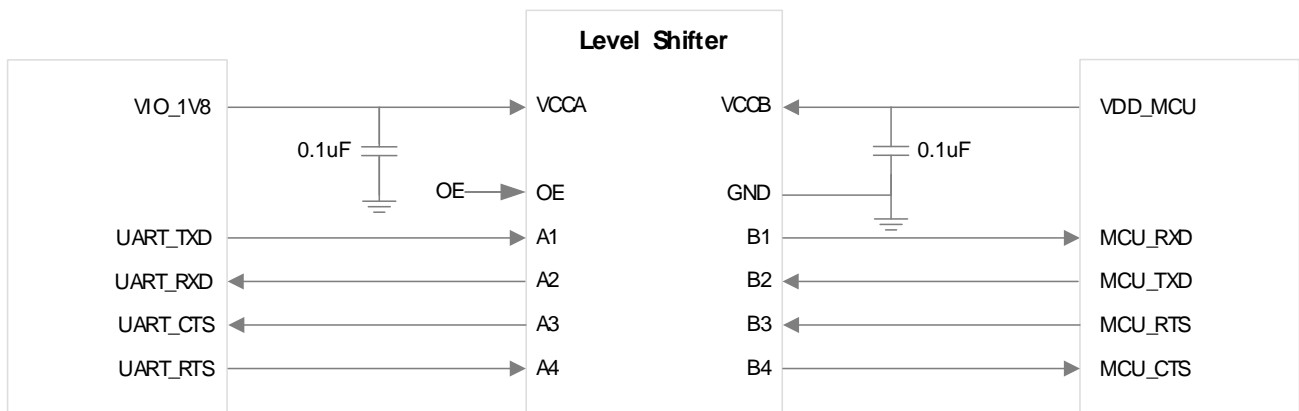 Level Shifter
VIO_1V8 VCCA VCCB VDD_MCU
0.1uF 0.1uF
OE OE GND
UART_TXD A1 B1 MCU_RXD
UART_RXD A2 B2 MCU_TXD
UART_CTS A3 B3 MCU_RTS
UART_RTS A4 B4 MCU_CTS